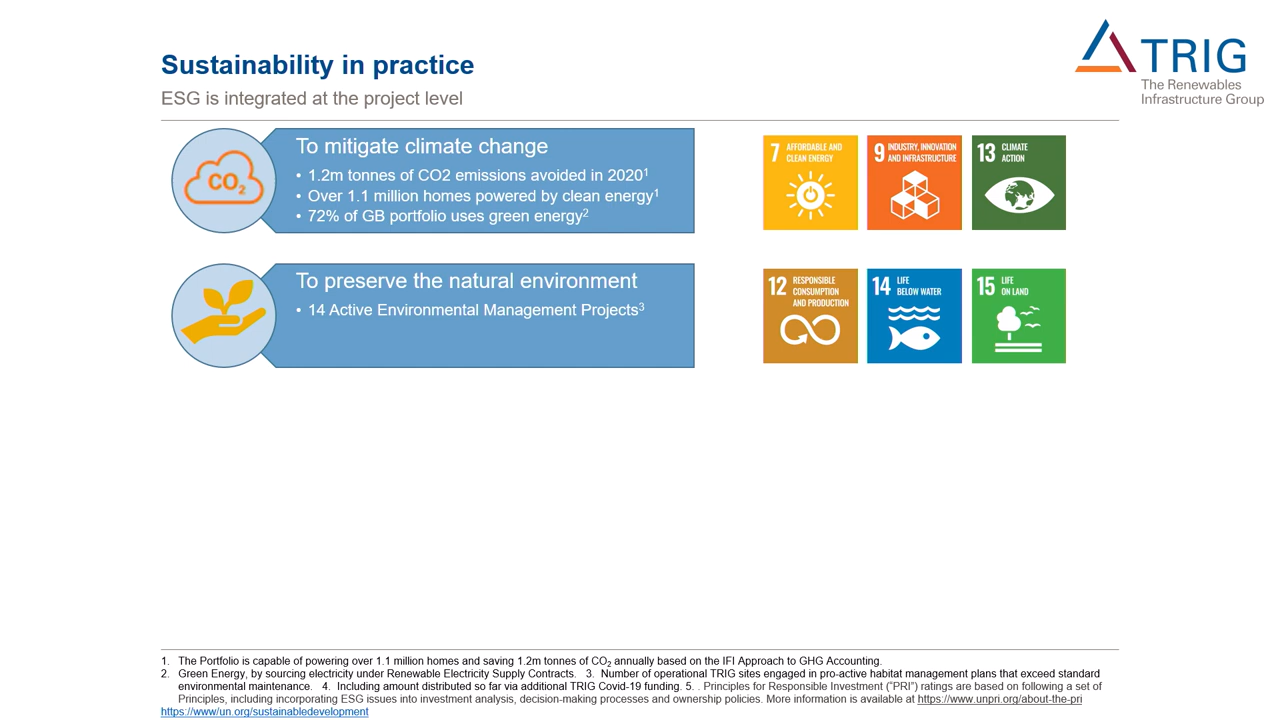 Sustainability in practice
ESG is integrated at the project level
TRIG
The Renewables
Infrastructure Group
CO2
To mitigate climate change
• 1.2m tonnes of CO2 emissions avoided in 2020¹
• Over 1.1 million homes powered by clean energy¹
• 72% of GB portfolio uses green energy²
7 AFFORDABLE AND
CLEAN ENERGY
9 INDUSTRY, INNOVATION
AND INFRASTRUCTURE
13 CLIMATE
ACTION
To preserve the natural environment
• 14 Active Environmental Management Projects³
12 RESPONSIBLE
CONSUMPTION
AND PRODUCTION
14 LIFE
BELOW WATER
15 LIFE
ON LAND
1. The Portfolio is capable of powering over 1.1 million homes and saving 1.2m tonnes of CO₂ annually based on the IFI Approach to GHG Accounting.
2. Green Energy, by sourcing electricity under Renewable Electricity Supply Contracts. 3. Number of operational TRIG sites engaged in pro-active habitat management plans that exceed standard
environmental maintenance. 4. Including amount distributed so far via additional TRIG Covid-19 funding. 5. . Principles for Responsible Investment (“PRI”) ratings are based on following a set of
Principles, including incorporating ESG issues into investment analysis, decision-making processes and ownership policies. More information is available at https://www.unpri.org/about-the-pri
https://www/un.org/sustainabledevelopment